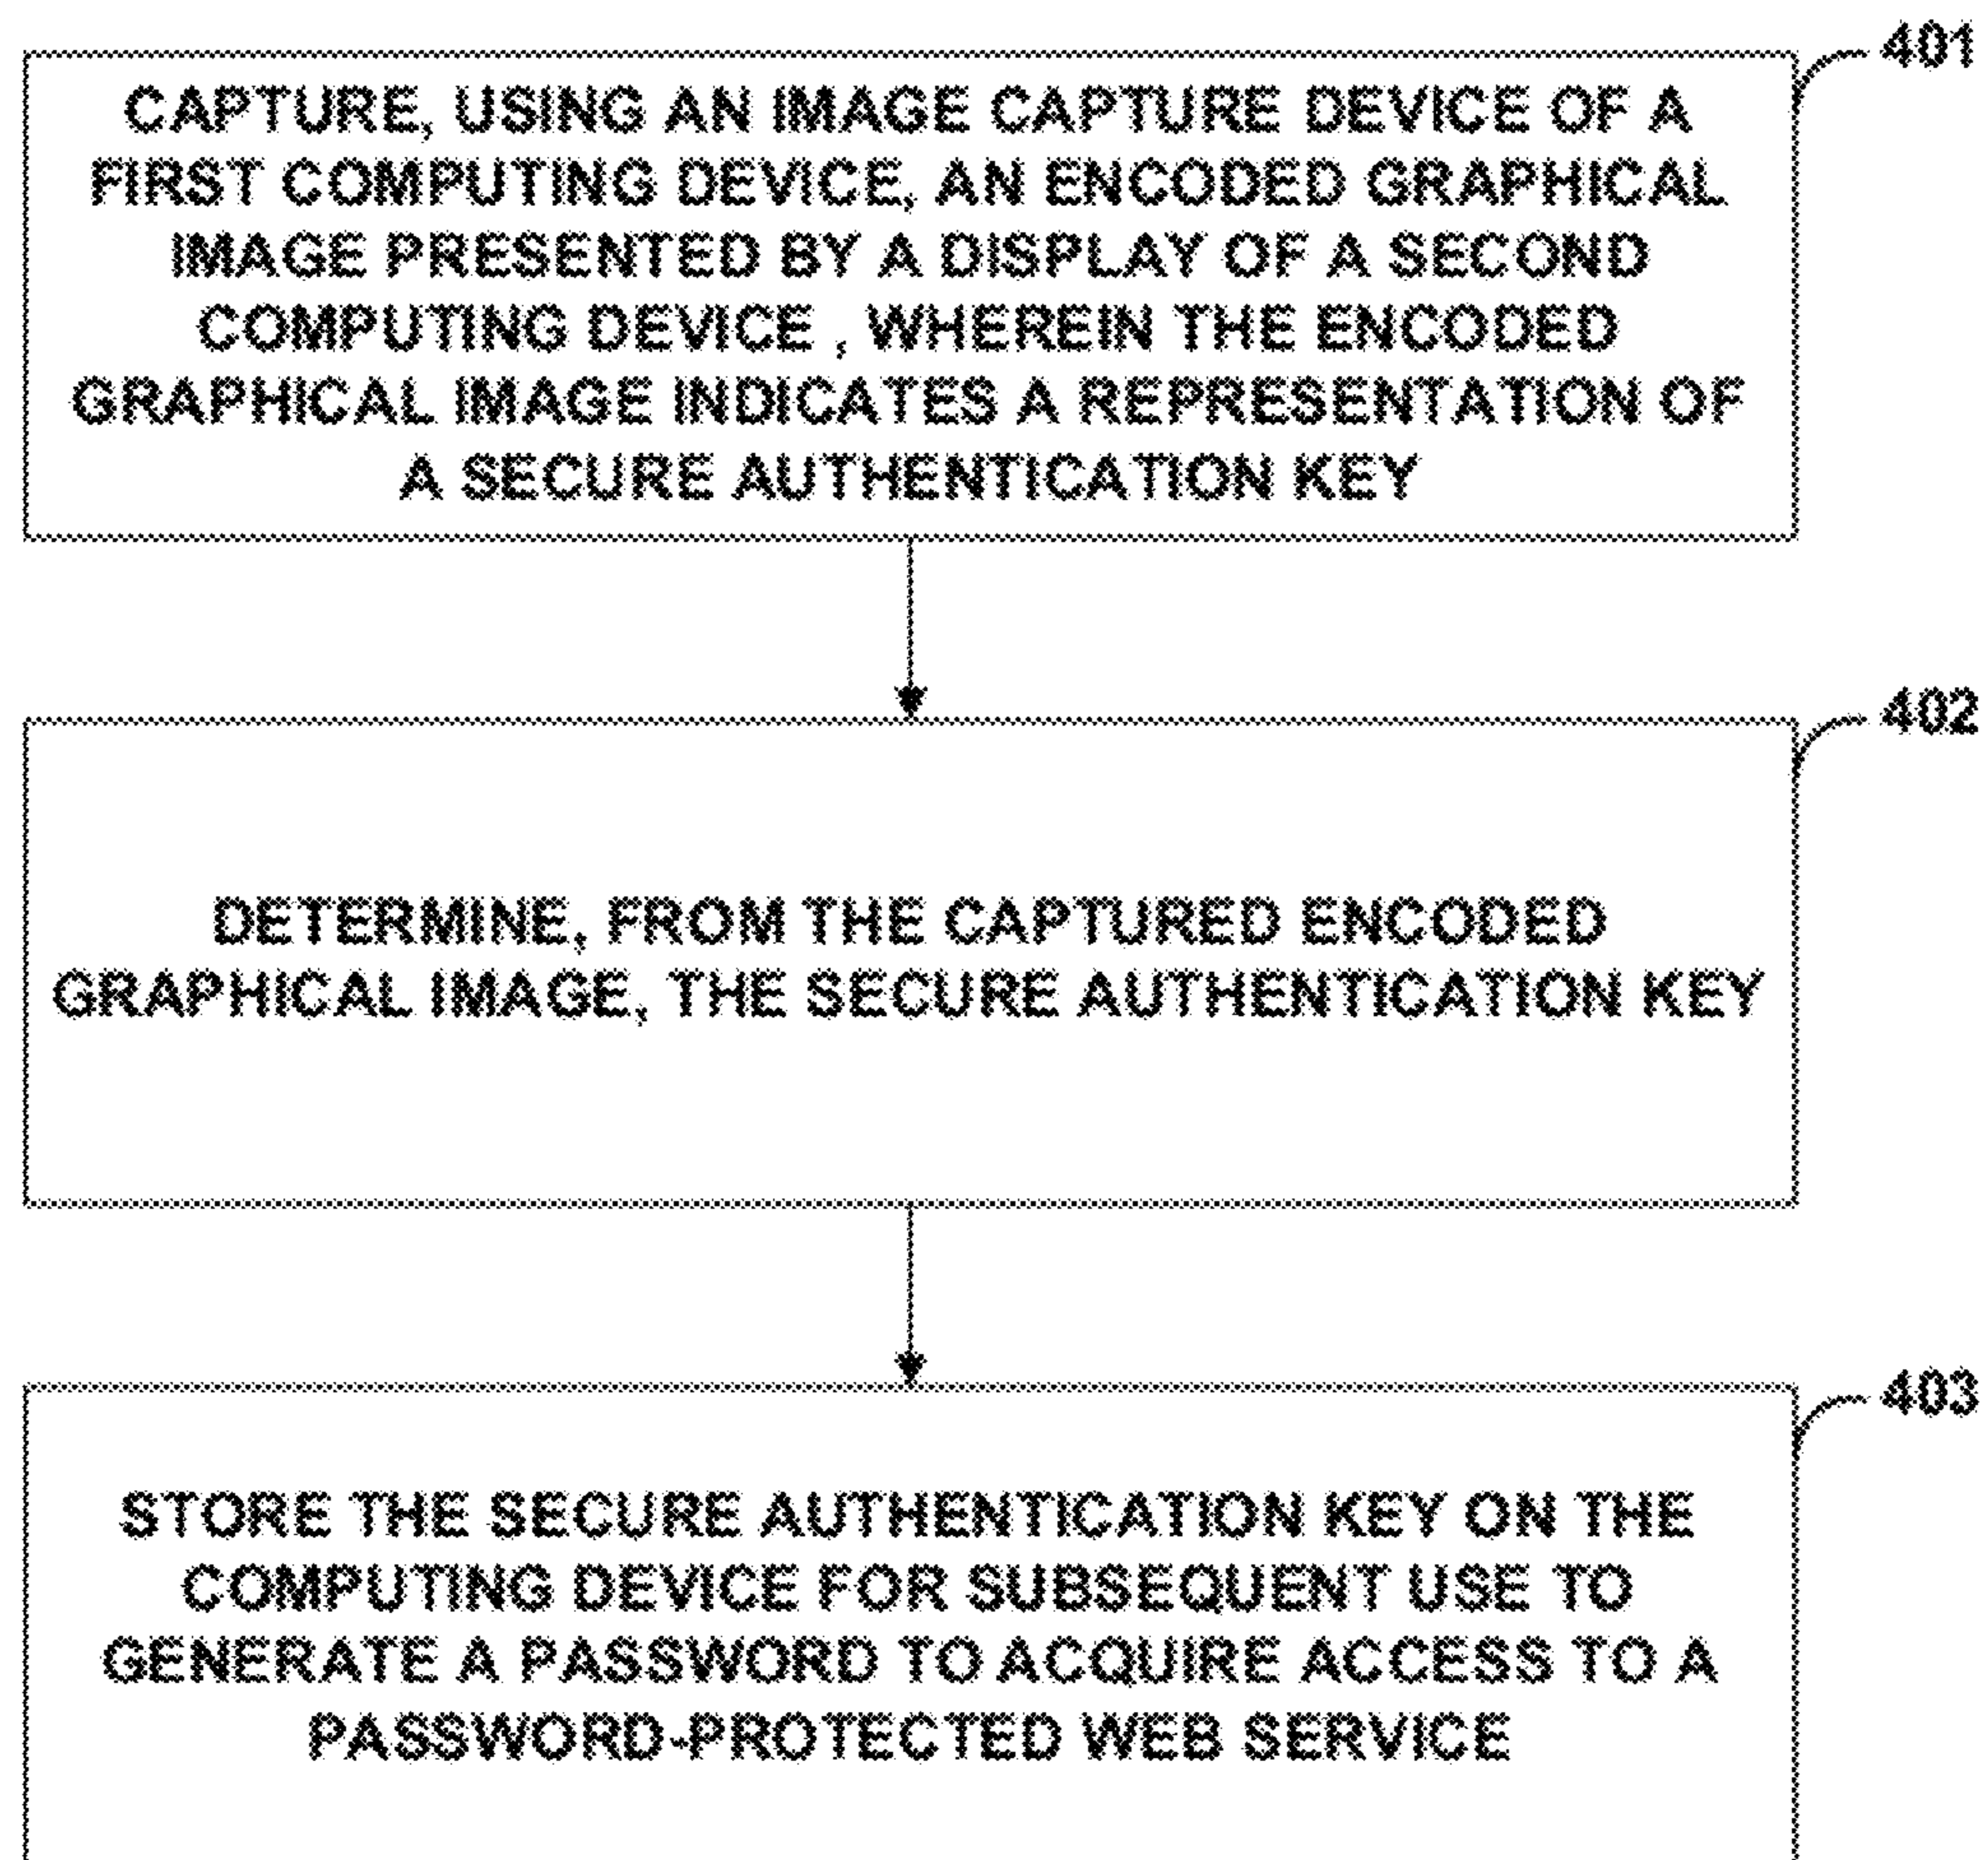 401
CAPTURE, USING AN IMAGE CAPTURE DEVICE OF A
FIRST COMPUTING DEVICE, AN ENCODED GRAPHICAL
IMAGE PRESENTED BY A DISPLAY OF A SECOND
COMPUTING DEVICE , WHEREIN THE ENCODED
GRAPHICAL IMAGE INDICATES A REPRESENTATION OF
A SECURE AUTHENTICATION KEY
402
DETERMINE, FROM THE CAPTURED ENCODED
GRAPHICAL IMAGE, THE SECURE AUTHENTICATION KEY
403
STORE THE SECURE AUTHENTICATION KEY ON THE
COMPUTING DEVICE FOR SUBSEQUENT USE TO
GENERATE A PASSWORD TO ACQUIRE ACCESS TO A
PASSWORD-PROTECTED WEB SERVICE